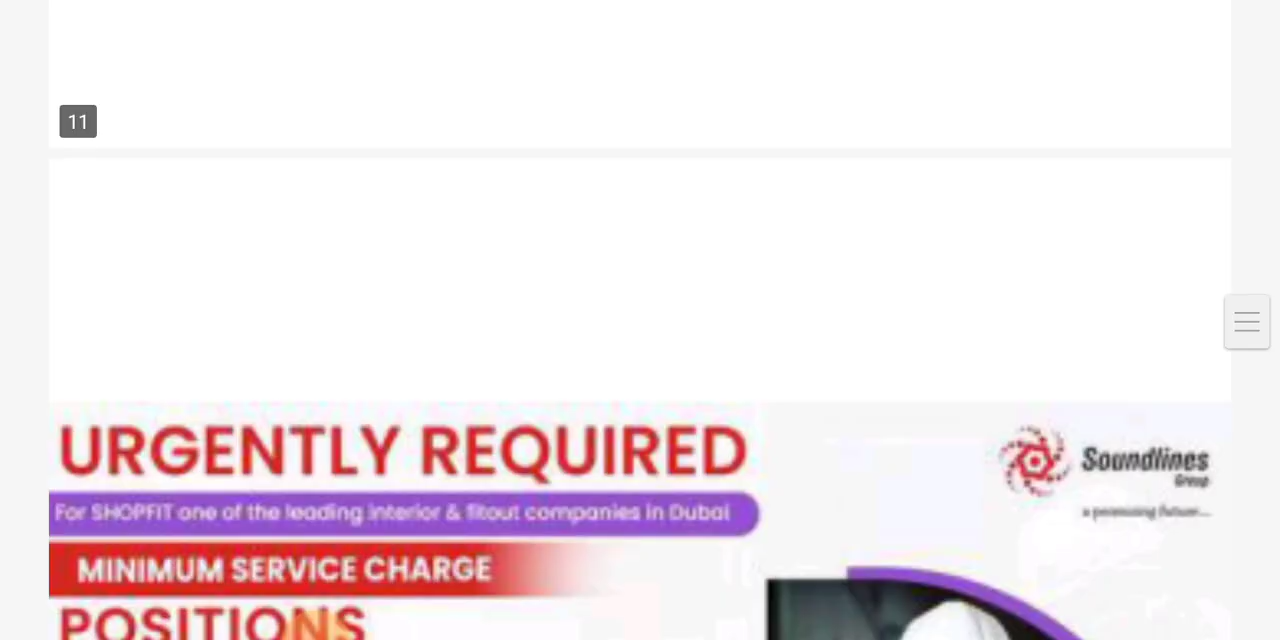 11
URGENTLY REQUIRED
For SHOPFIT one of the leading interior & fitout companies in Dubai
Soundlines
Group
a promising future...
MINIMUM SERVICE CHARGE
POSITIONS